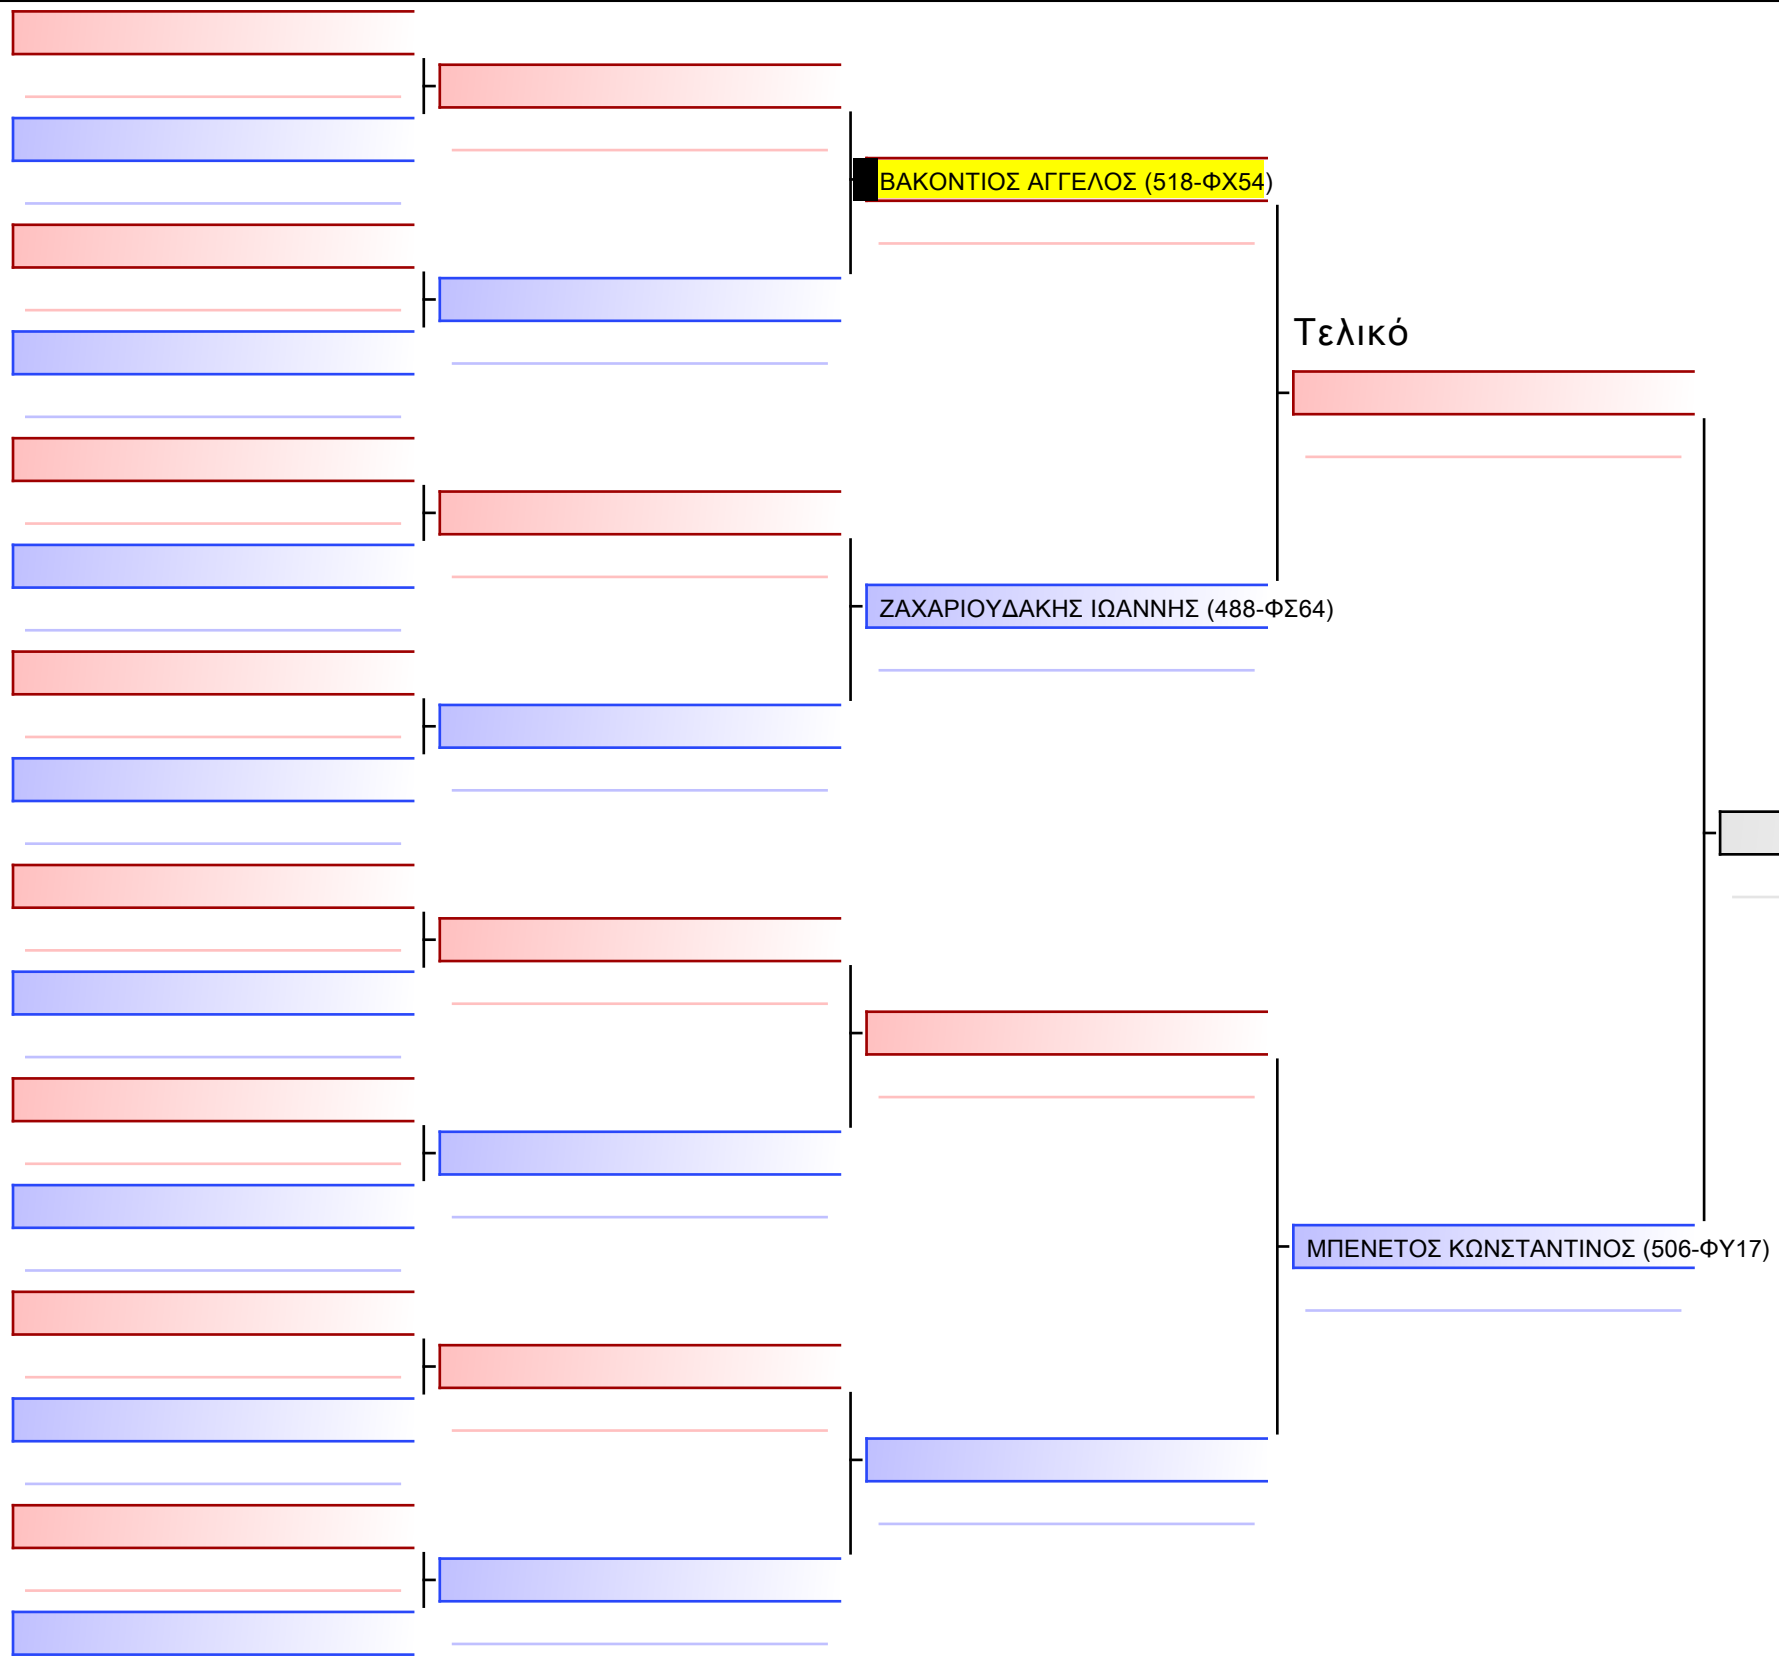 ΒΑΚΟΝΤΙΟΣ ΑΓΓΕΛΟΣ (518-ΦΧ54)
Τελικό
ΖΑΧΑΡΙΟΥΔΑΚΗΣ ΙΩΑΝΝΗΣ (488-ΦΣ64)
ΜΠΕΝΕΤΟΣ ΚΩΝΣΤΑΝΤΙΝΟΣ (506-ΦΥ17)